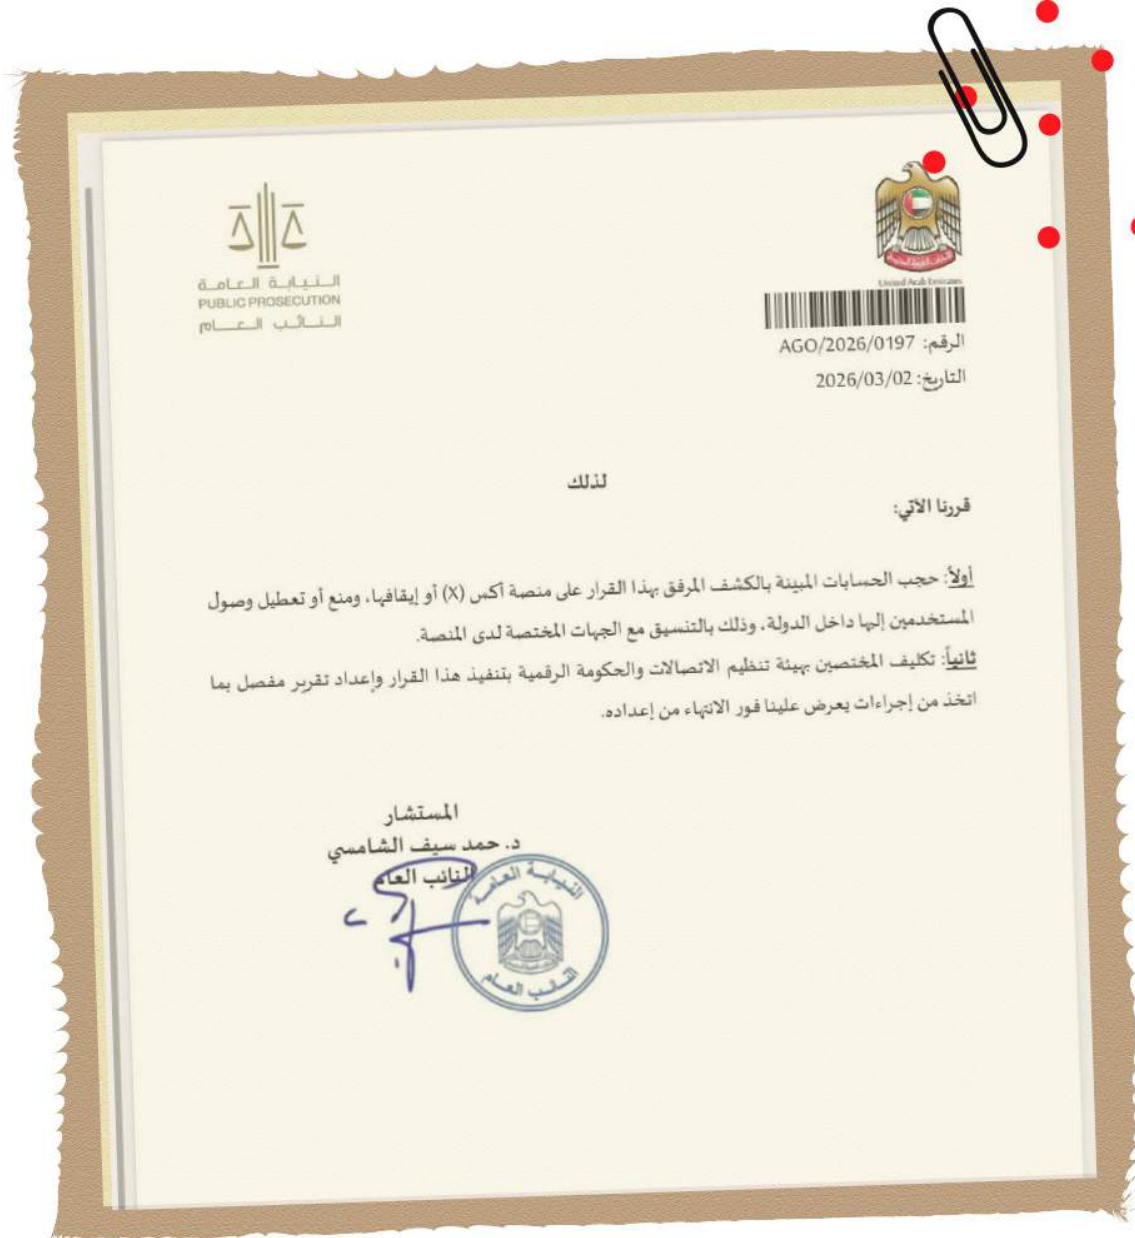 النيابة العامة
PUBLIC PROSECUTION
النائب العام
United Arab Emirates
الرقم: AGO/2026/0197
التاريخ: 2026/03/02
لذلك
قررنا الآتي:
أولاً: حجب الحسابات المبينة بالكشف المرفق بهذا القرار على منصة أكس (X) أو إيقافها، ومنع أو تعطيل وصول
المستخدمين إليها داخل الدولة، وذلك بالتنسيق مع الجهات المختصة لدى المنصة.
ثانياً: تكليف المختصين بهيئة تنظيم الاتصالات والحكومة الرقمية بتنفيذ هذا القرار وإعداد تقرير مفصل بما
اتخذ من إجراءات يعرض علينا فور الانتهاء من إعداده.
المستشار
د. حمد سيف الشامسي
النائب العام
النيابة العامة
النائب العام